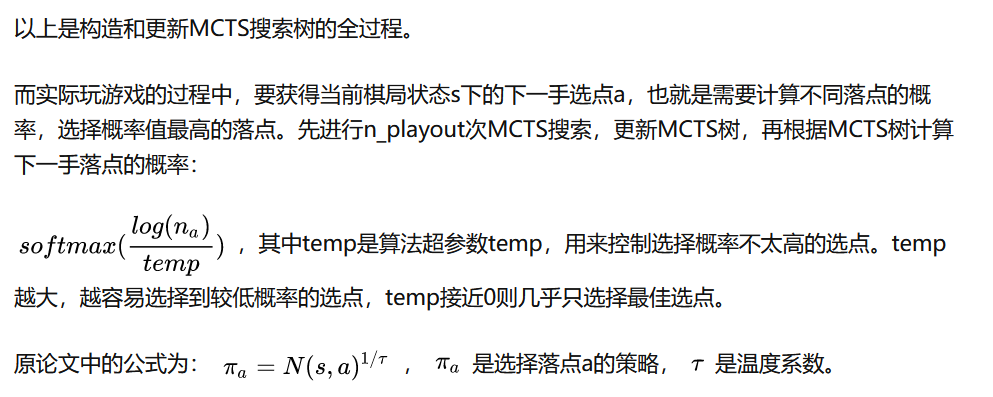 以上是构造和更新MCTS搜索树的全过程。
而实际玩游戏的过程中，要获得当前棋局状态s下的下一手选点a，也就是需要计算不同落点的概
率，选择概率值最高的落点。先进行n_playout次MCTS搜索，更新MCTS树，再根据MCTS树计算
下一手落点的概率：
softmax(log(n_a)/temp) ，其中temp是算法超参数temp，用来控制选择概率不太高的选点。temp
越大，越容易选择到较低概率的选点，temp接近0则几乎只选择最佳选点。
原论文中的公式为： π_a = N(s, a)^{1/τ} ， π_a 是选择落点a的策略， τ 是温度系数。